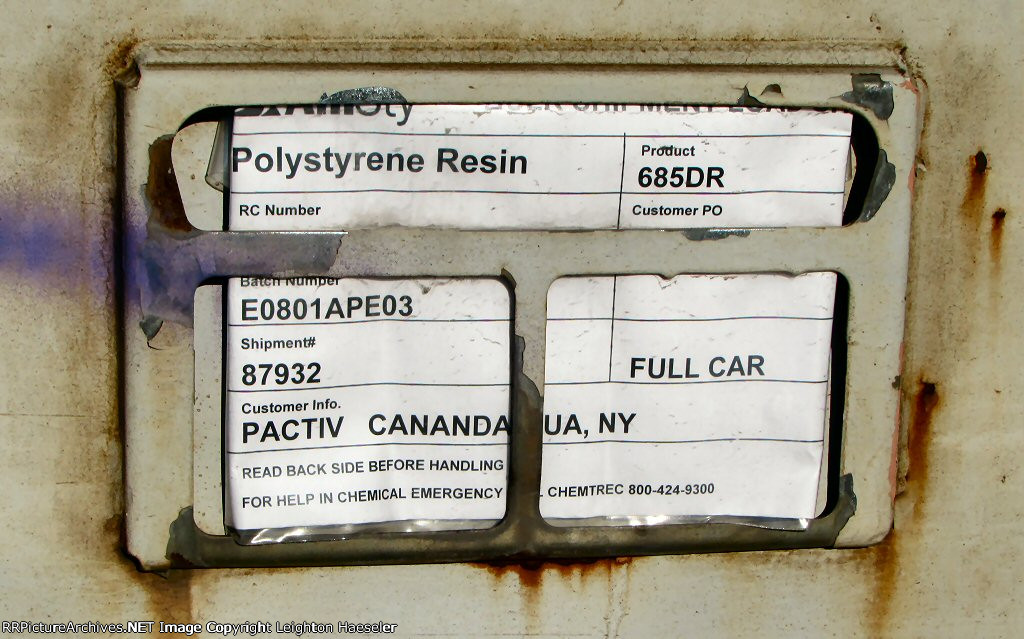 Polystyrene Resin
Product
685DR
RC Number
Customer PO
Batch Number
E0801APE03
Shipment#
87932
FULL CAR
Customer Info.
PACTIV CANANDA UA, NY
READ BACK SIDE BEFORE HANDLING
FOR HELP IN CHEMICAL EMERGENCY CHEMTREC 800-424-9300
RRPictureArchives.NET Image Copyright Leighton Haeseler